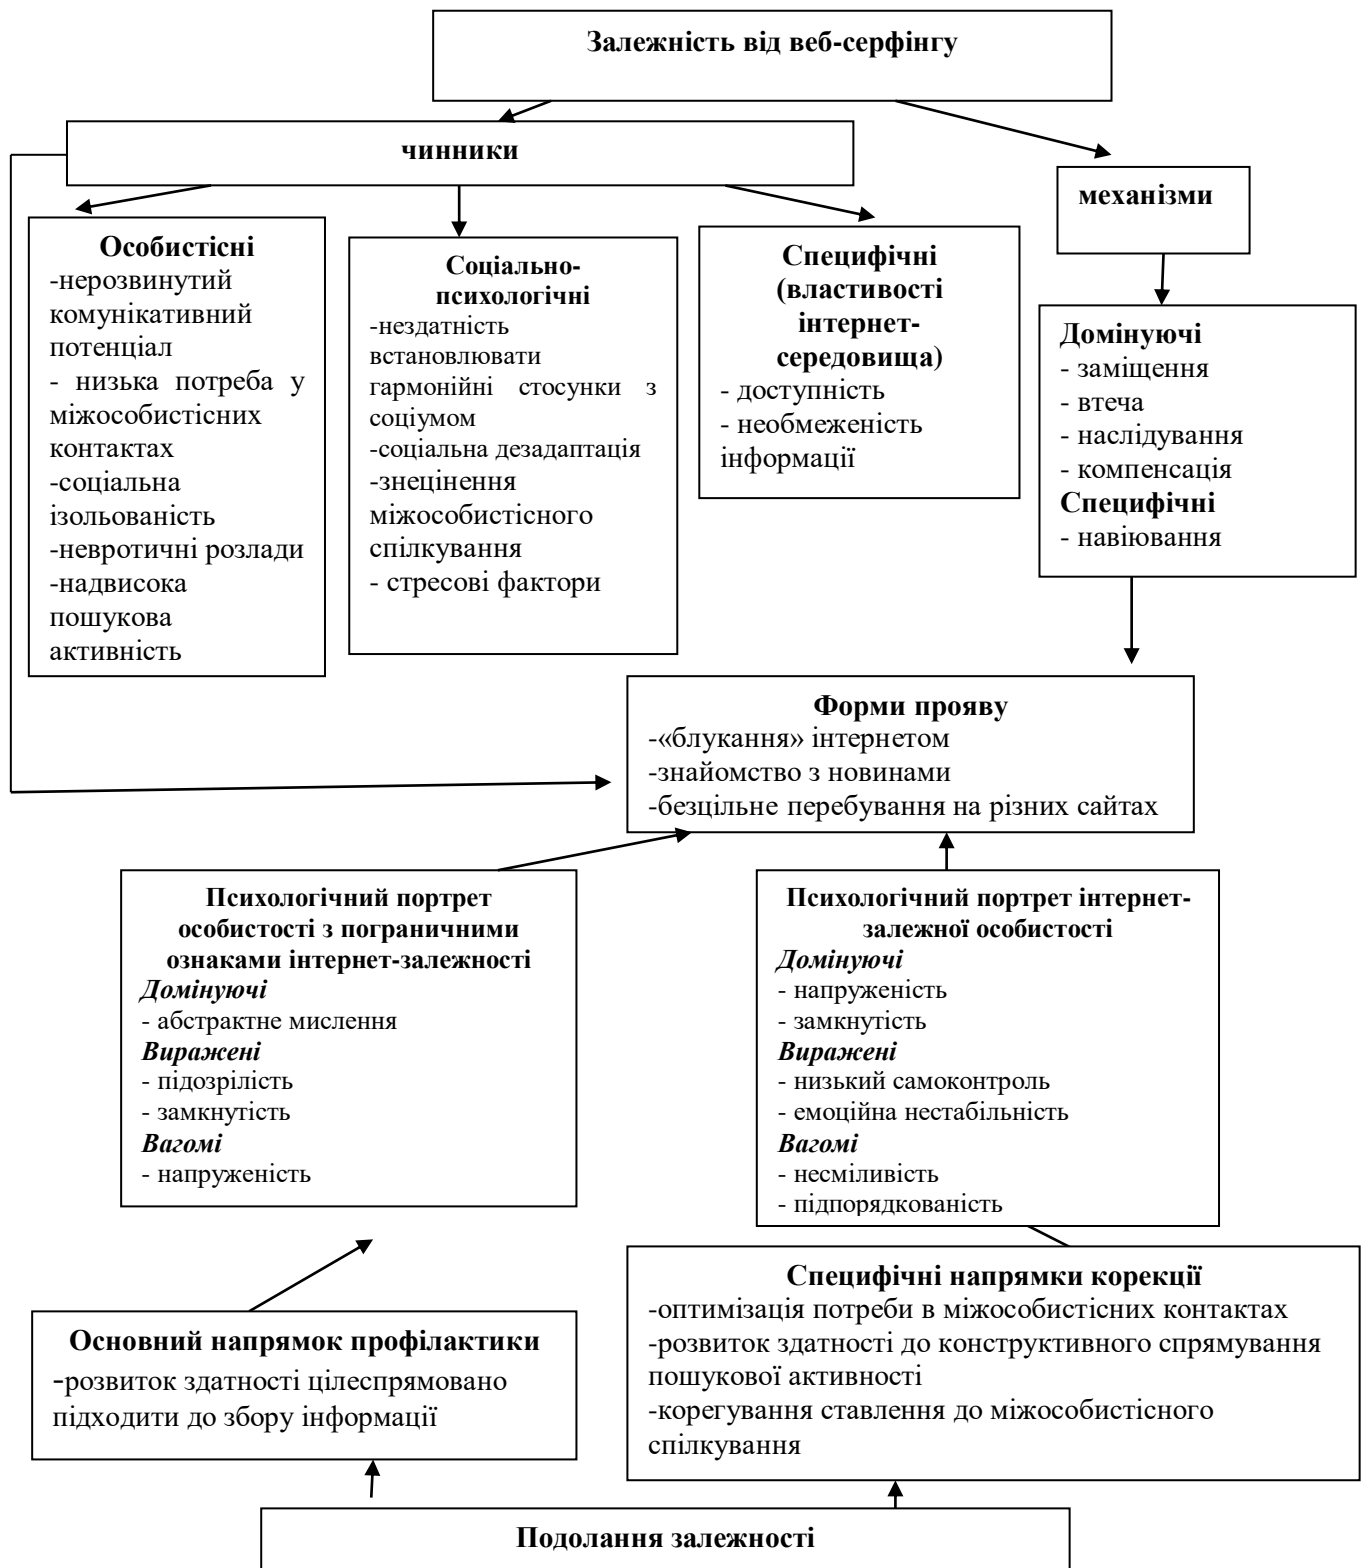 Залежність від веб-серфінгу
чинники
механізми
Особистісні
-нерозвинутий
комунікативний
потенціал
- низька потреба у
міжособистісних
контактах
-соціальна
ізольованість
-невротичні розлади
-надвисока
пошукова
активність
Соціально-
психологічні
-нездатність
встановлювати
гармонійні стосунки з
соціумом
-соціальна дезадаптація
-знецінення
міжособистісного
спілкування
- стресові фактори
Специфічні
(властивості
інтернет-
середовища)
- доступність
- необмеженість
інформації
Домінуючі
- заміщення
- втеча
- наслідування
- компенсація
Специфічні
- навіювання
Форми прояву
-«блукання» інтернетом
-знайомство з новинами
-безцільне перебування на різних сайтах
Психологічний портрет
особистості з пограничними
ознаками інтернет-залежності
Домінуючі
- абстрактне мислення
Виражені
- підозрілість
- замкнутість
Вагомі
- напруженість
Психологічний портрет інтернет-
залежної особистості
Домінуючі
- напруженість
- замкнутість
Виражені
- низький самоконтроль
- емоційна нестабільність
Вагомі
- несміливість
- підпорядкованість
Основний напрямок профілактики
-розвиток здатності цілеспрямовано
підходити до збору інформації
Специфічні напрямки корекції
-оптимізація потреби в міжособистісних контактах
-розвиток здатності до конструктивного спрямування
пошукової активності
-корегування ставлення до міжособистісного
спілкування
Подолання залежності